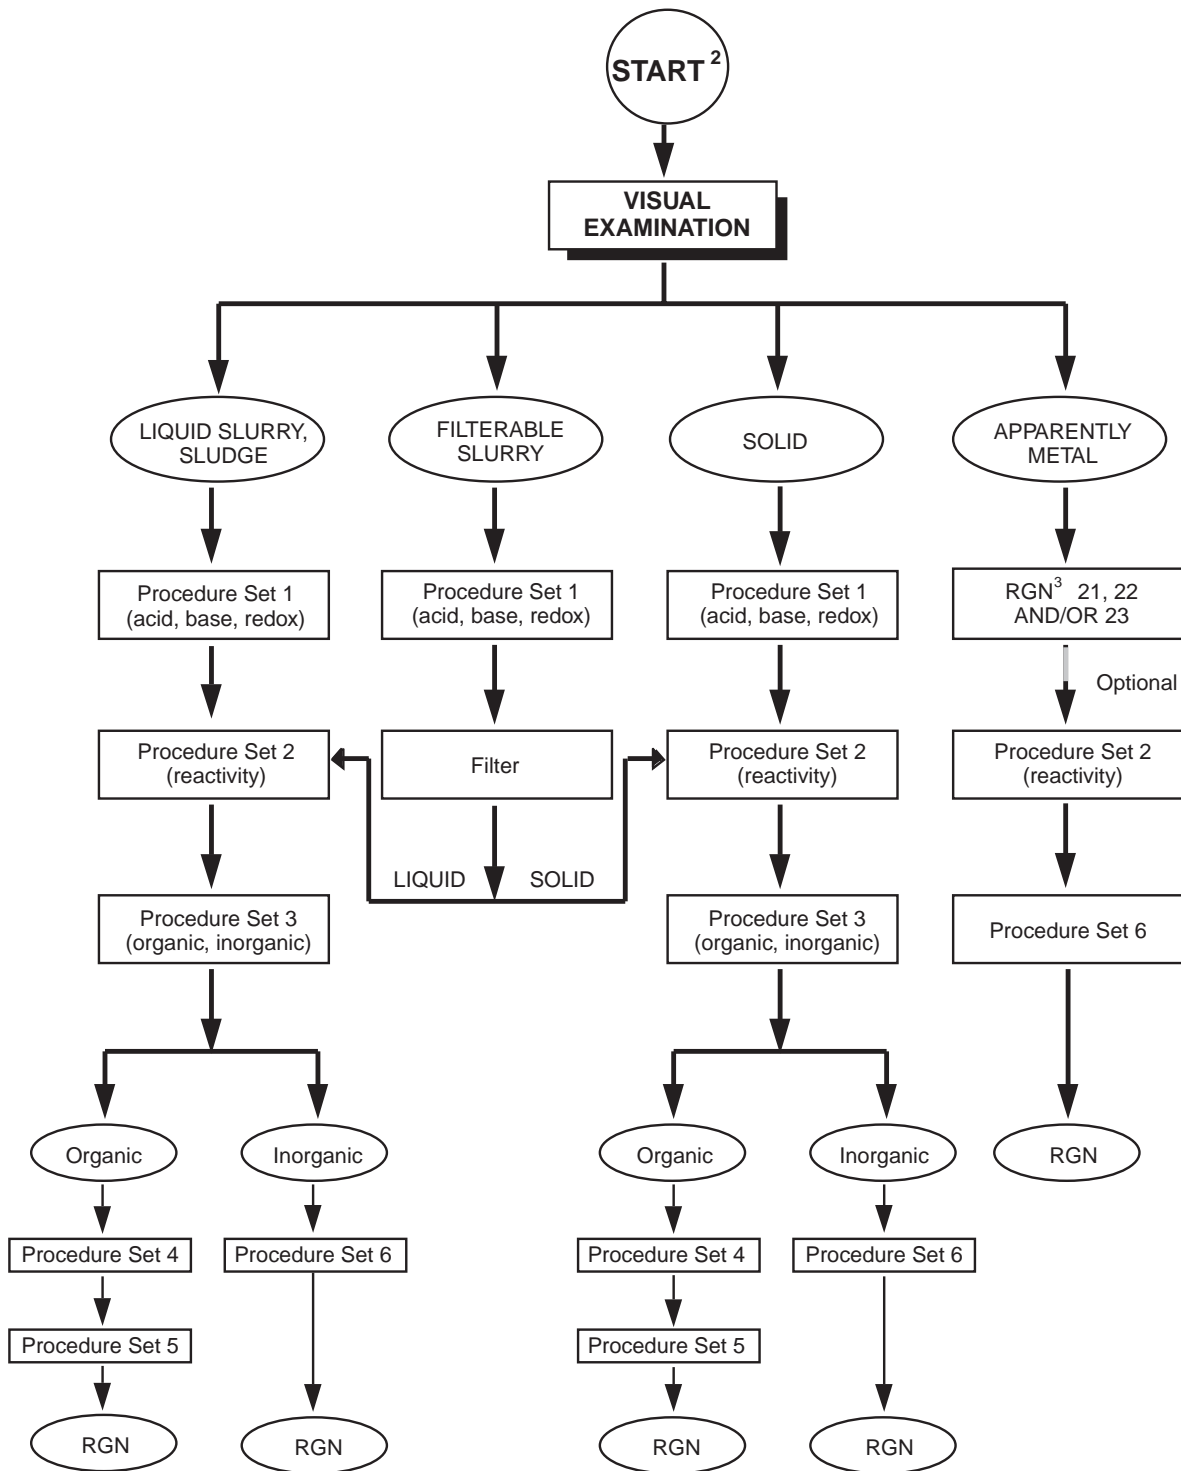 START 2
VISUAL
EXAMINATION
LIQUID SLURRY,
SLUDGE
FILTERABLE
SLURRY
SOLID
APPARENTLY
METAL
Procedure Set 1
(acid, base, redox)
Procedure Set 1
(acid, base, redox)
Procedure Set 1
(acid, base, redox)
RGN3 21, 22
AND/OR 23
Optional
Procedure Set 2
(reactivity)
Filter
Procedure Set 2
(reactivity)
Procedure Set 2
(reactivity)
LIQUID
SOLID
Procedure Set 3
(organic, inorganic)
Procedure Set 3
(organic, inorganic)
Procedure Set 6
Organic
Inorganic
Organic
Inorganic
RGN
Procedure Set 4
Procedure Set 6
Procedure Set 4
Procedure Set 6
Procedure Set 5
Procedure Set 5
RGN
RGN
RGN
RGN